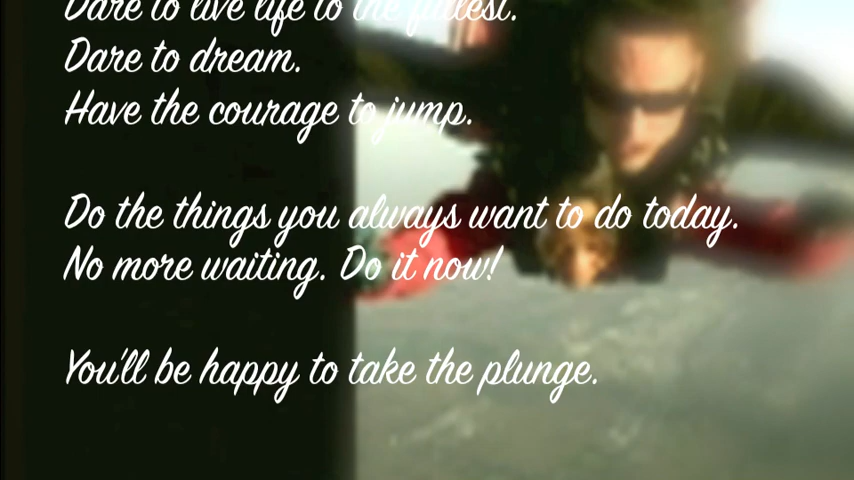 Dare to live life to the fullest.
Dare to dream.
Have the courage to jump.
Do the things you always want to do today.
No more waiting. Do it now!
You'll be happy to take the plunge.